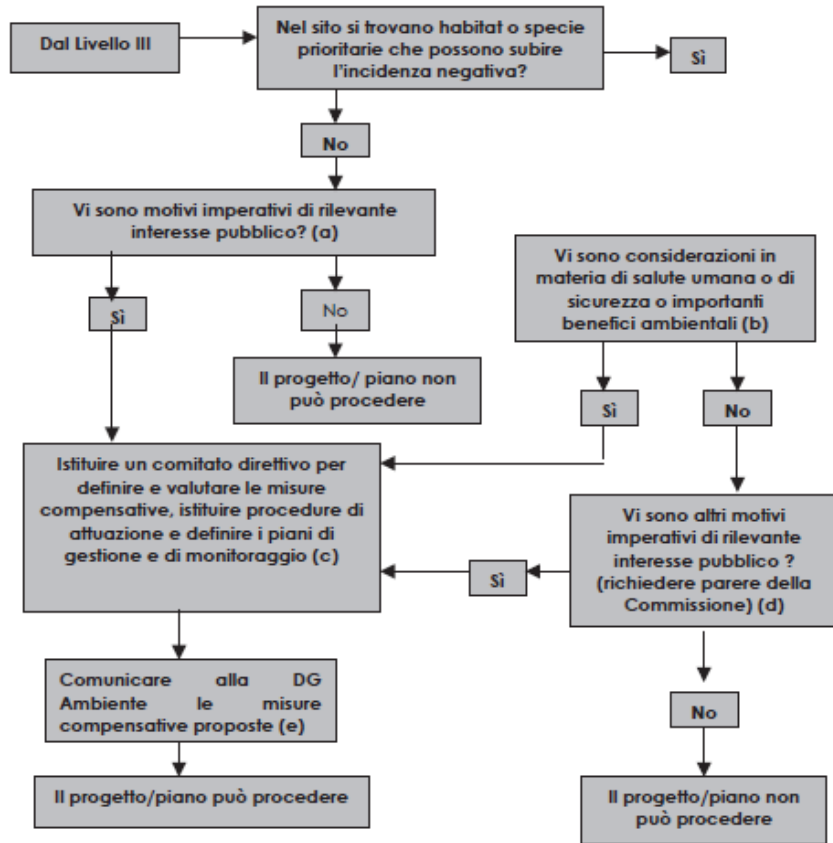 Dal Livello III
Nel sito si trovano habitat o specie
prioritarie che possono subire
l'incidenza negativa?
Sì
No
Vi sono motivi imperativi di rilevante
interesse pubblico? (a)
Vi sono considerazioni in
materia di salute umana o di
sicurezza o importanti
benefici ambientali (b)
Sì
No
Il progetto/ piano non
può procedere
Sì
No
Istituire un comitato direttivo per
definire e valutare le misure
compensative, istituire procedure di
attuazione e definire i piani di
gestione e di monitoraggio (c)
Vi sono altri motivi
imperativi di rilevante
interesse pubblico ?
(richiedere parere della
Commissione) (d)
Sì
Comunicare alla DG
Ambiente le misure
compensative proposte (e)
No
Il progetto/piano può procedere
Il progetto/piano non
può procedere